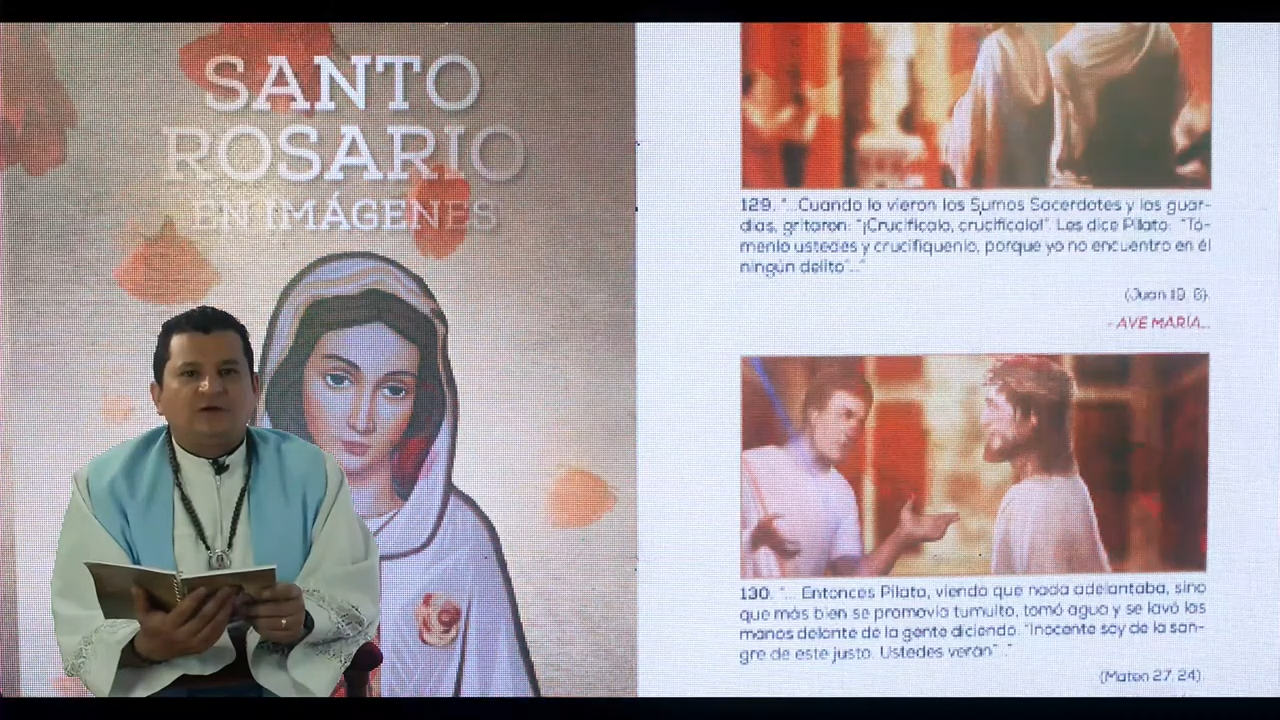 SANTO
ROSARIO
EN IMÁGENES
129. "...Cuando lo vieron los Sumos Sacerdotes y los guar-
dias, gritaron: "¡Crucifícalo, crucifícalo!". Les dice Pilato: "Tó-
menlo ustedes y crucifíquenlo, porque yo no encuentro en él
ningún delito"..."
(Juan 19, 6).
- AVE MARÍA...
130. "... Entonces Pilato, viendo que nada adelantaba, sino
que más bien se promovía tumulto, tomó agua y se lavó las
manos delante de la gente diciendo: "Inocente soy de la san-
gre de este justo. Ustedes verán"..."
(Mateo 27, 24).